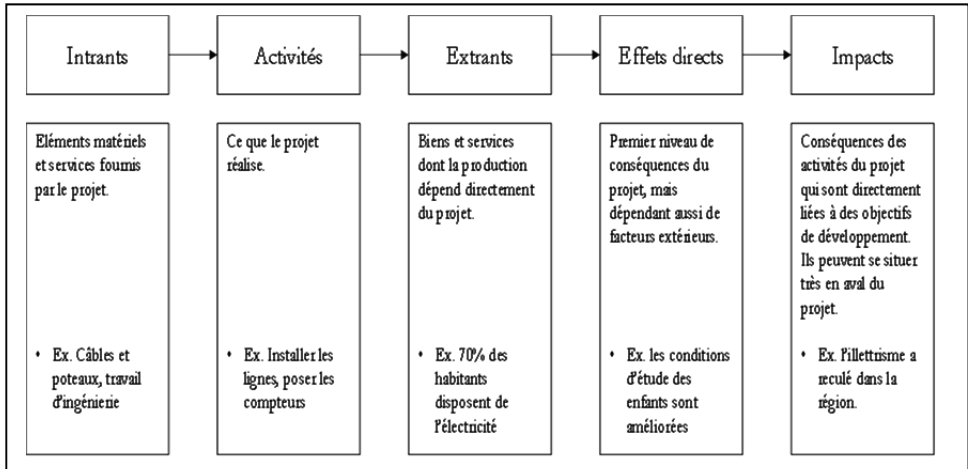 Intrants
Activités
Extrants
Effets directs
Impacts
Eléments matériels
et services fournis
par le projet.
• Ex. Câbles et
poteaux, travail
d'ingénierie
Ce que le projet
réalise.
• Ex. Installer les
lignes, poser les
compteurs
Biens et services
dont la production
dépend directement
du projet.
• Ex. 70% des
habitants
disposent de
l'électricité
Premier niveau de
conséquences du
projet, mais
dépendant aussi de
facteurs extérieurs.
• Ex. les conditions
d'étude des
enfants sont
améliorées
Conséquences des
activités du projet
qui sont directement
liées à des objectifs
de développement.
Ils peuvent se situer
très en aval du
projet.
• Ex. l'illettrisme a
reculé dans la
région.